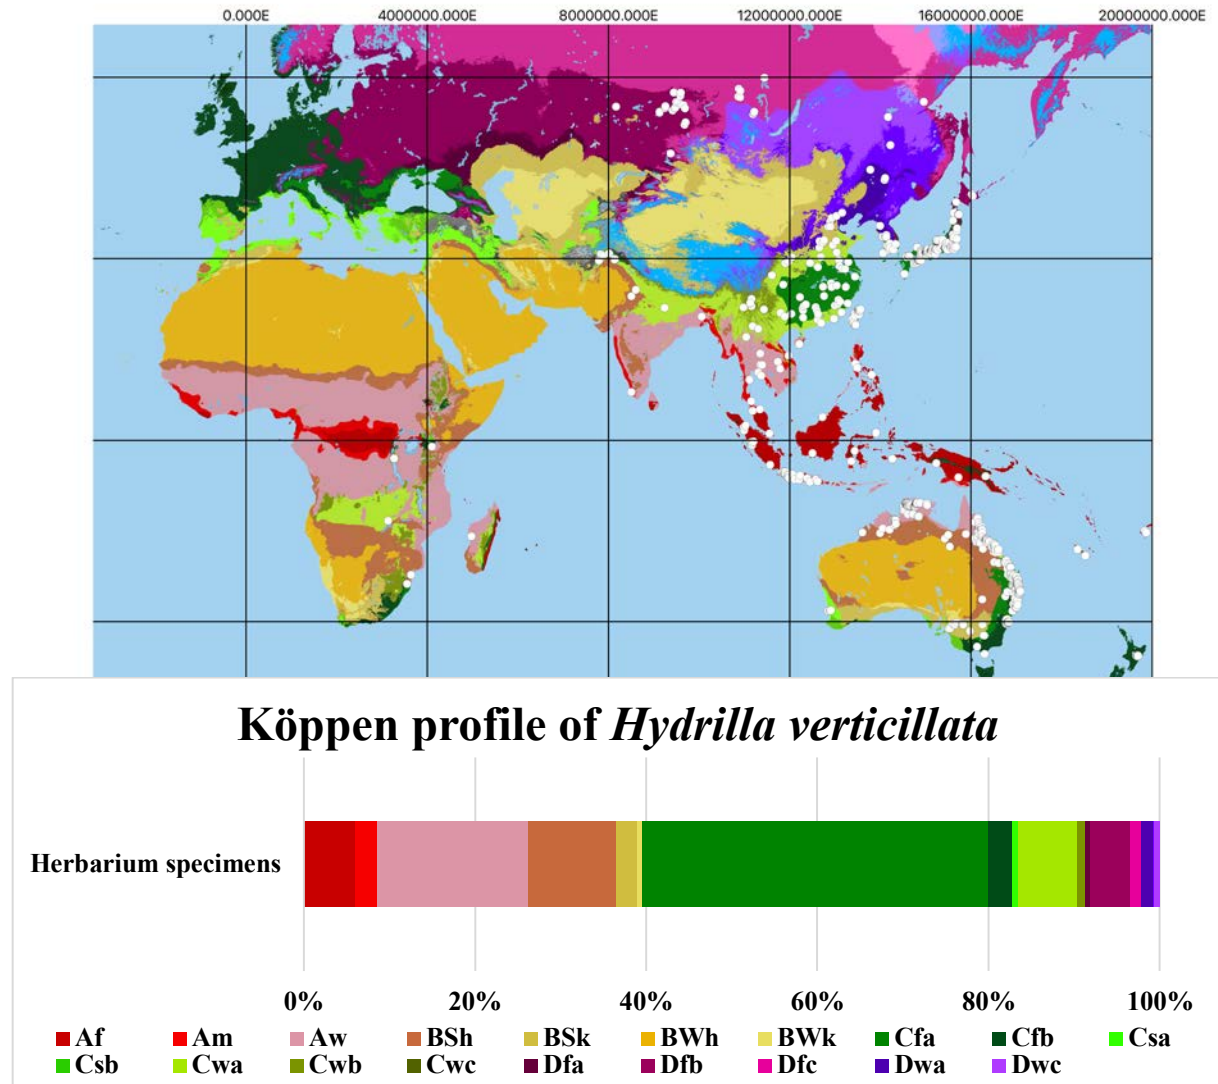 0.000E 4000000.000E 8000000.000E 12000000.000E 16000000.000E 20000000.000E
Köppen profile of Hydrilla verticillata
Herbarium specimens
0% 20% 40% 60% 80% 100%
Af Am Aw BSh BSk BWh BWk Cfa Cfb Csa
Csb Cwa Cwb Cwc Dfa Dfb Dfc Dwa Dwc